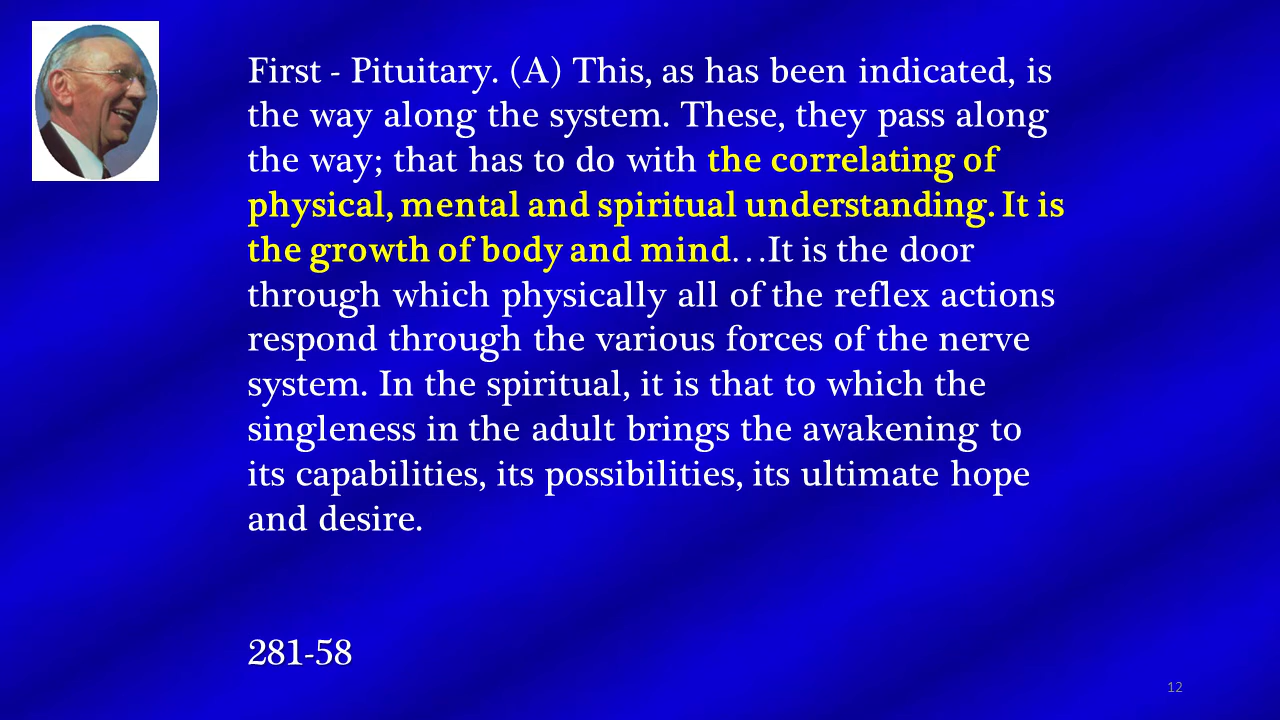 First - Pituitary. (A) This, as has been indicated, is
the way along the system. These, they pass along
the way; that has to do with the correlating of
physical, mental and spiritual understanding. It is
the growth of body and mind…It is the door
through which physically all of the reflex actions
respond through the various forces of the nerve
system. In the spiritual, it is that to which the
singleness in the adult brings the awakening to
its capabilities, its possibilities, its ultimate hope
and desire.
281-58
12